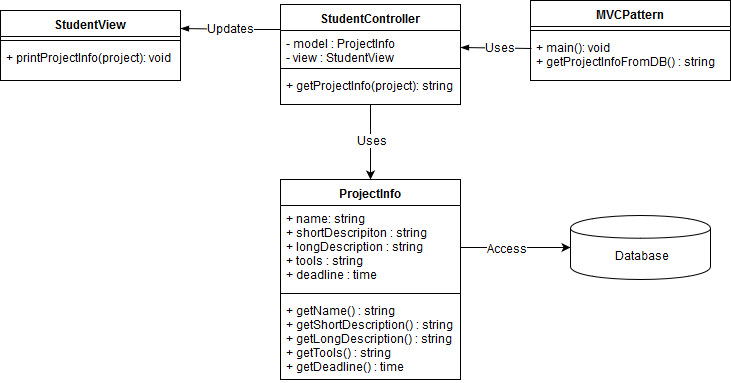 StudentView
+ printProjectInfo(project): void
Updates
StudentController
- model : ProjectInfo
- view : StudentView
+ getProjectInfo(project): string
Uses
MVCPattern
+ main(): void
+ getProjectInfoFromDB() : string
Uses
ProjectInfo
+ name: string
+ shortDescripiton : string
+ longDescription : string
+ tools : string
+ deadline : time
+ getName() : string
+ getShortDescription() : string
+ getLongDescription() : string
+ getTools() : string
+ getDeadline() : time
Access
Database